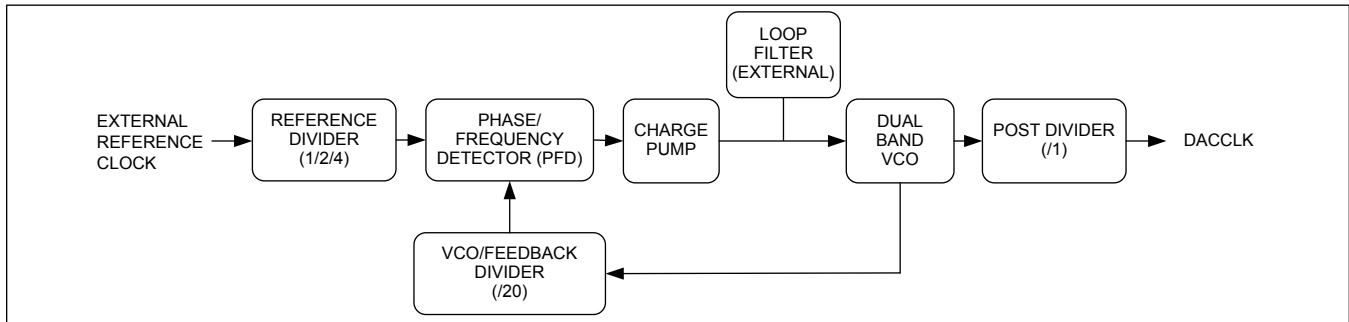 LOOP
FILTER
(EXTERNAL)
EXTERNAL
REFERENCE
CLOCK
REFERENCE
DIVIDER
(1/2/4)
PHASE/
FREQUENCY
DETECTOR (PFD)
CHARGE
PUMP
DUAL
BAND
VCO
POST DIVIDER
(/1)
DACCLK
VCO/FEEDBACK
DIVIDER
(/20)